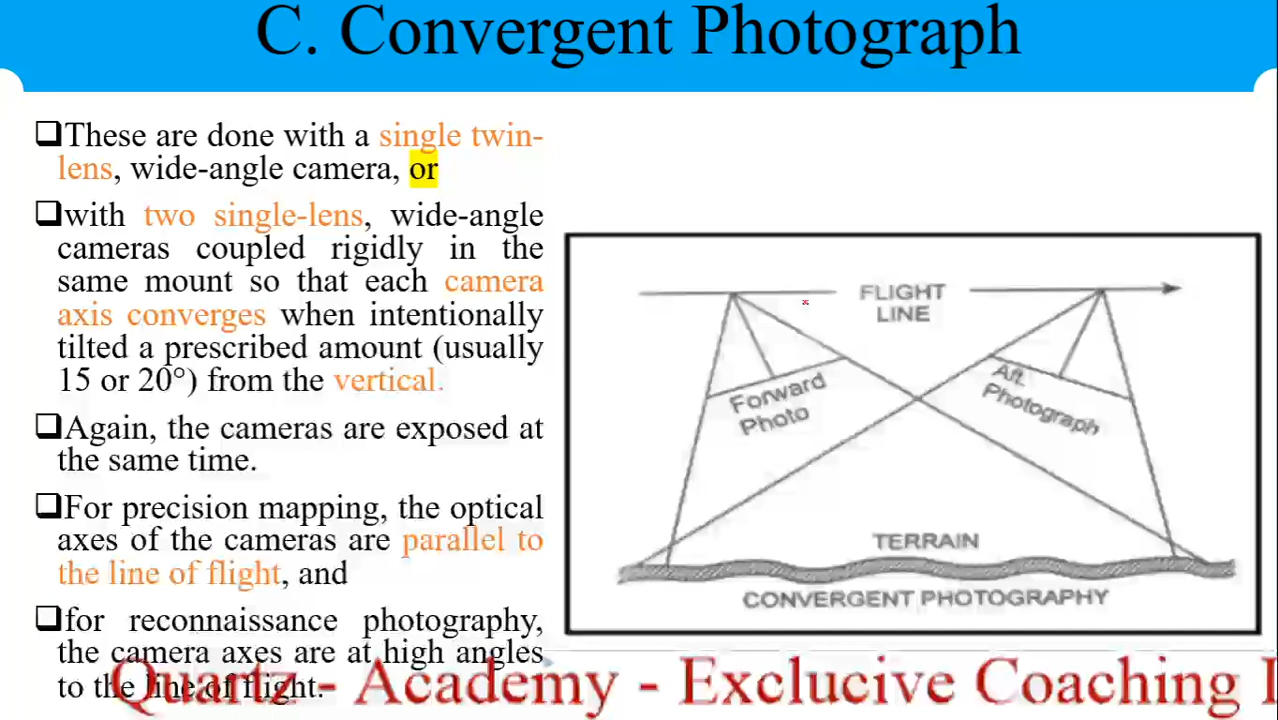 C. Convergent Photograph
❑These are done with a single twin-
lens, wide-angle camera, or
❑with two single-lens, wide-angle
cameras coupled rigidly in the
same mount so that each camera
axis converges when intentionally
tilted a prescribed amount (usually
15 or 20°) from the vertical.
❑Again, the cameras are exposed at
the same time.
❑For precision mapping, the optical
axes of the cameras are parallel to
the line of flight, and
❑for reconnaissance photography,
the camera axes are at high angles
to the line of flight.
FLIGHT
LINE
Forward
Photo
Aft.
Photograph
TERRAIN
CONVERGENT PHOTOGRAPHY
Quartz - Academy - Exclucive Coaching